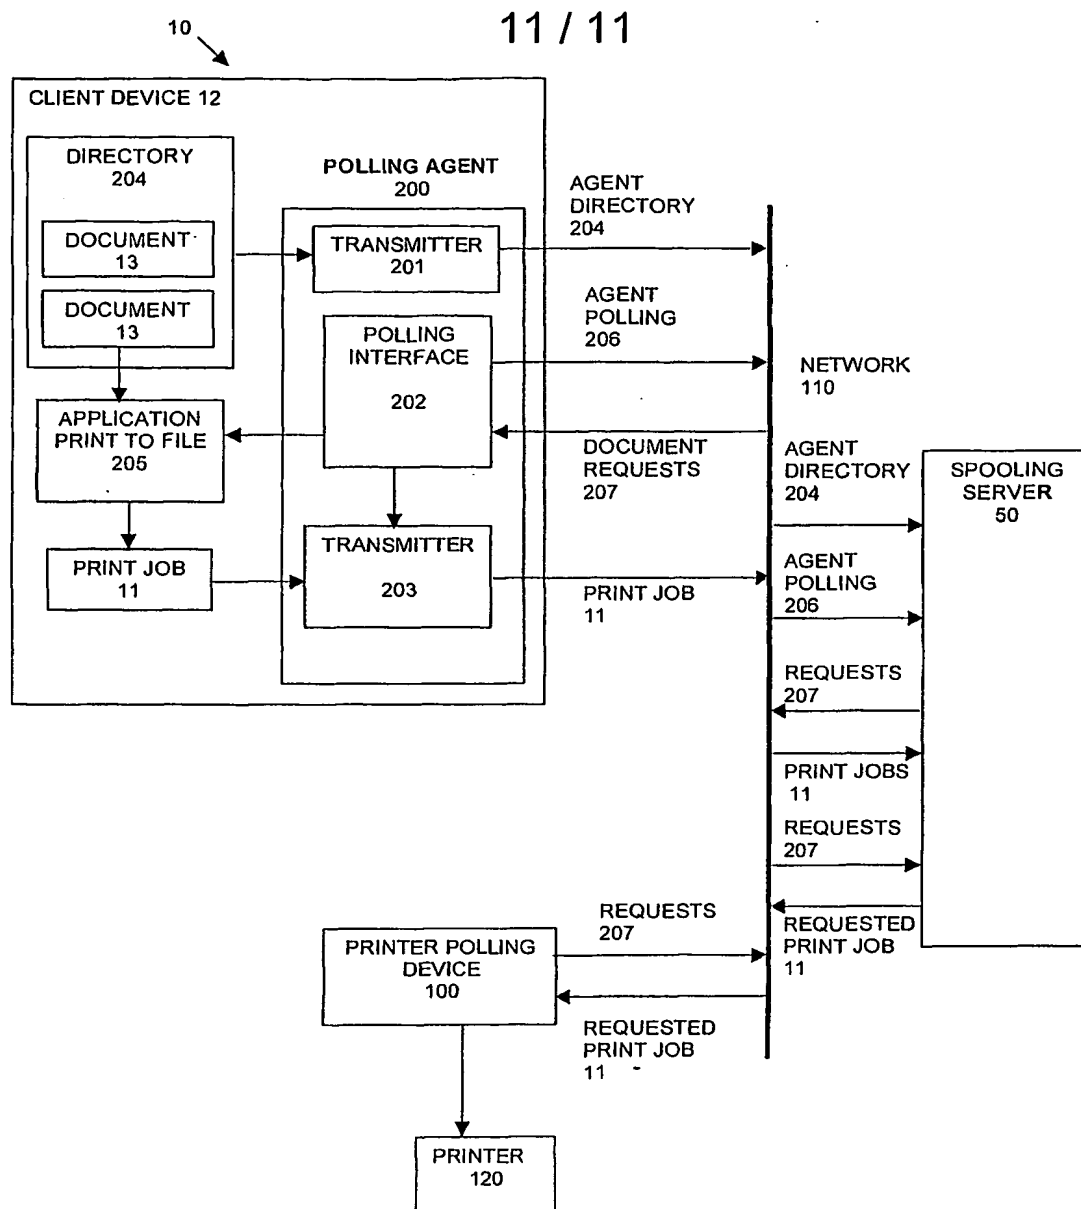 10
11 / 11
CLIENT DEVICE 12
DIRECTORY
204
DOCUMENT
13
DOCUMENT
13
APPLICATION
PRINT TO FILE
205
PRINT JOB
11
POLLING AGENT
200
TRANSMITTER
201
POLLING
INTERFACE
202
TRANSMITTER
203
AGENT
DIRECTORY
204
AGENT
POLLING
206
DOCUMENT
REQUESTS
207
PRINT JOB
11
NETWORK
110
AGENT
DIRECTORY
204
AGENT
POLLING
206
REQUESTS
207
PRINT JOBS
11
REQUESTS
207
REQUESTED
PRINT JOB
11
SPOOLING
SERVER
50
REQUESTS
207
PRINTER POLLING
DEVICE
100
REQUESTED
PRINT JOB
11
PRINTER
120